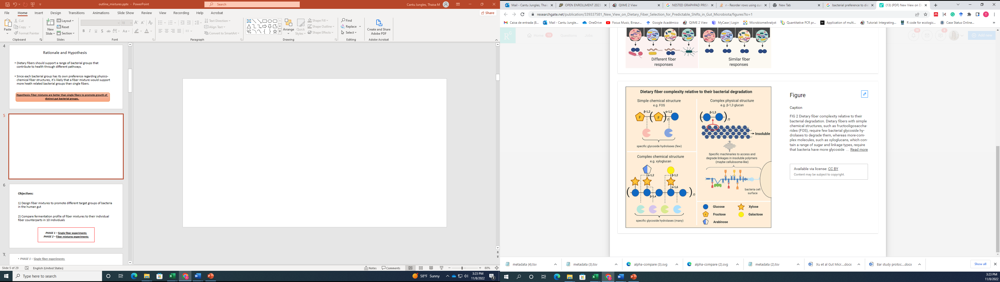 outline_mixtures.pptx - PowerPoint
Search
Cantu Jungles, Thaisa M
File Home Insert Design Transitions Animations Slide Show Review View Recording Help Acrobat
Share
Paste
Cut
Copy
Format Painter
Clipboard
New
Slide
Layout
Reset
Section
Slides
18
Font
Text Direction
Align Text
Convert to SmartArt
Paragraph
Arrange
Quick
Styles
Shape Fill
Shape Outline
Shape Effects
Drawing
Find
Replace
Select
Editing
Create and Share
Adobe PDF
Adobe Acrobat
4
Rationale and Hypothesis
• Dietary fibers should support a range of bacterial groups that
contribute to health through different pathways.
• Since each bacterial group has its own preference regarding physico-
chemical fiber structures, it's likely that a fiber mixture would support
more heath related bacterial groups than single fibers.
Hypothesis: Fiber mixtures are better than single fibers to promote growth of
distinct gut bacterial groups.
5
6
Objectives:
1) Design fiber mixtures to promote different target groups of bacteria
in the human gut
2) Compare fermentation profile of fiber mixtures to their individual
fiber counterparts in 10 individuals
PHASE 1 – Single fiber experiments
PHASE 2 – Fiber mixtures experiments
7
• PHASE 1 – Single fiber experiments
Slide 5 of 29
English (United States)
Notes
Comments
80%
Type here to search
58°F Sunny
3:23 PM
11/8/2022
3
Mail - Cantu Jungles, Thais
OPEN ENROLLMENT 2023
QIIME 2 View
NESTED GRAPHPAD PRISM
r - Reorder rows using cus
New Tab
bacterial preference to die
(13) (PDF) New View on D
researchgate.net/publication/339337581_New_View_on_Dietary_Fiber_Selection_for_Predictable_Shifts_in_Gut_Microbiota/figures?lo=1
Caixa de entrada (8...
Mail - Cantu Jungle...
OneDrive
Focus Music, Binaur...
Google Acadêmico
QIIME 2 View
MyCase | Login
MicrobiomeAnalyst
Quantitative PCR pr...
Application of multi...
Tutorial: Integrating...
R code for ecologic...
Case Status Online...
Home
Questions
Jobs
Add new
Different fiber
responses
Similar fiber
responses
Dietary fiber complexity relative to their bacterial degradation
Simple chemical structure
e.g. FOS
β-1,2
α-1,2
F
F
n
specific glycoside hydrolases (few)
Complex physical structure
e.g. β-1,3 glucan
β-1,3
n
Insoluble
Specific machinaries to access and
degrade linkages in insoluble polymers
(maybe cellulosome-like)
bacteria cell
surface
Complex chemical structure
e.g. xyloglucan
α-1,2
β-1,2
α-1,6
β-1,4
n
specific glycoside hydrolases (many)
Glucose
Xylose
F
Fructose
Galactose
Arabinose
Figure
Caption
FIG 2 Dietary fiber complexity relative to their
bacterial degradation. Dietary fibers with simple
chemical structures, such as fructooligosaccha-
rides (FOS), require few bacterial glycoside hy-
drolases to degrade them, whereas more-com-
plex molecules, such as xyloglucans, which con-
tain a range of sugar and linkage types, require
that bacteria have more glycoside ... Read more
Available via license: CC BY
Content may be subject to copyright.
metadata (4).tsv
metadata (3).tsv
alpha-compare (3).svg
alpha-compare (2).svg
metadata (2).tsv
Xu et al Gut Micr....docx
Bar study protoc....docx
Show all
3:23 PM
11/8/2022